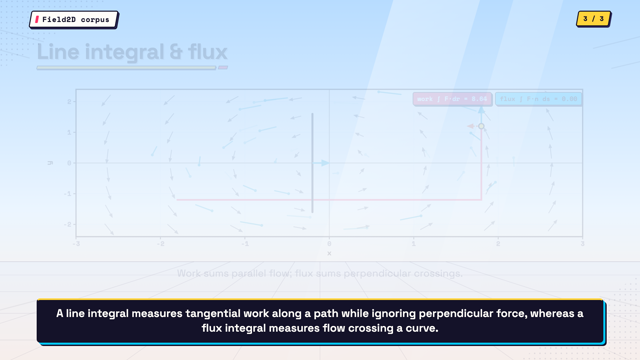 Field2D corpus
3 / 3
Line integral & flux
2
1
0
-1
-2
-3
-2
-1
0
1
2
3
x
Work sums parallel flow; flux sums perpendicular crossings.
A line integral measures tangential work along a path while ignoring perpendicular force, whereas a
flux integral measures flow crossing a curve.